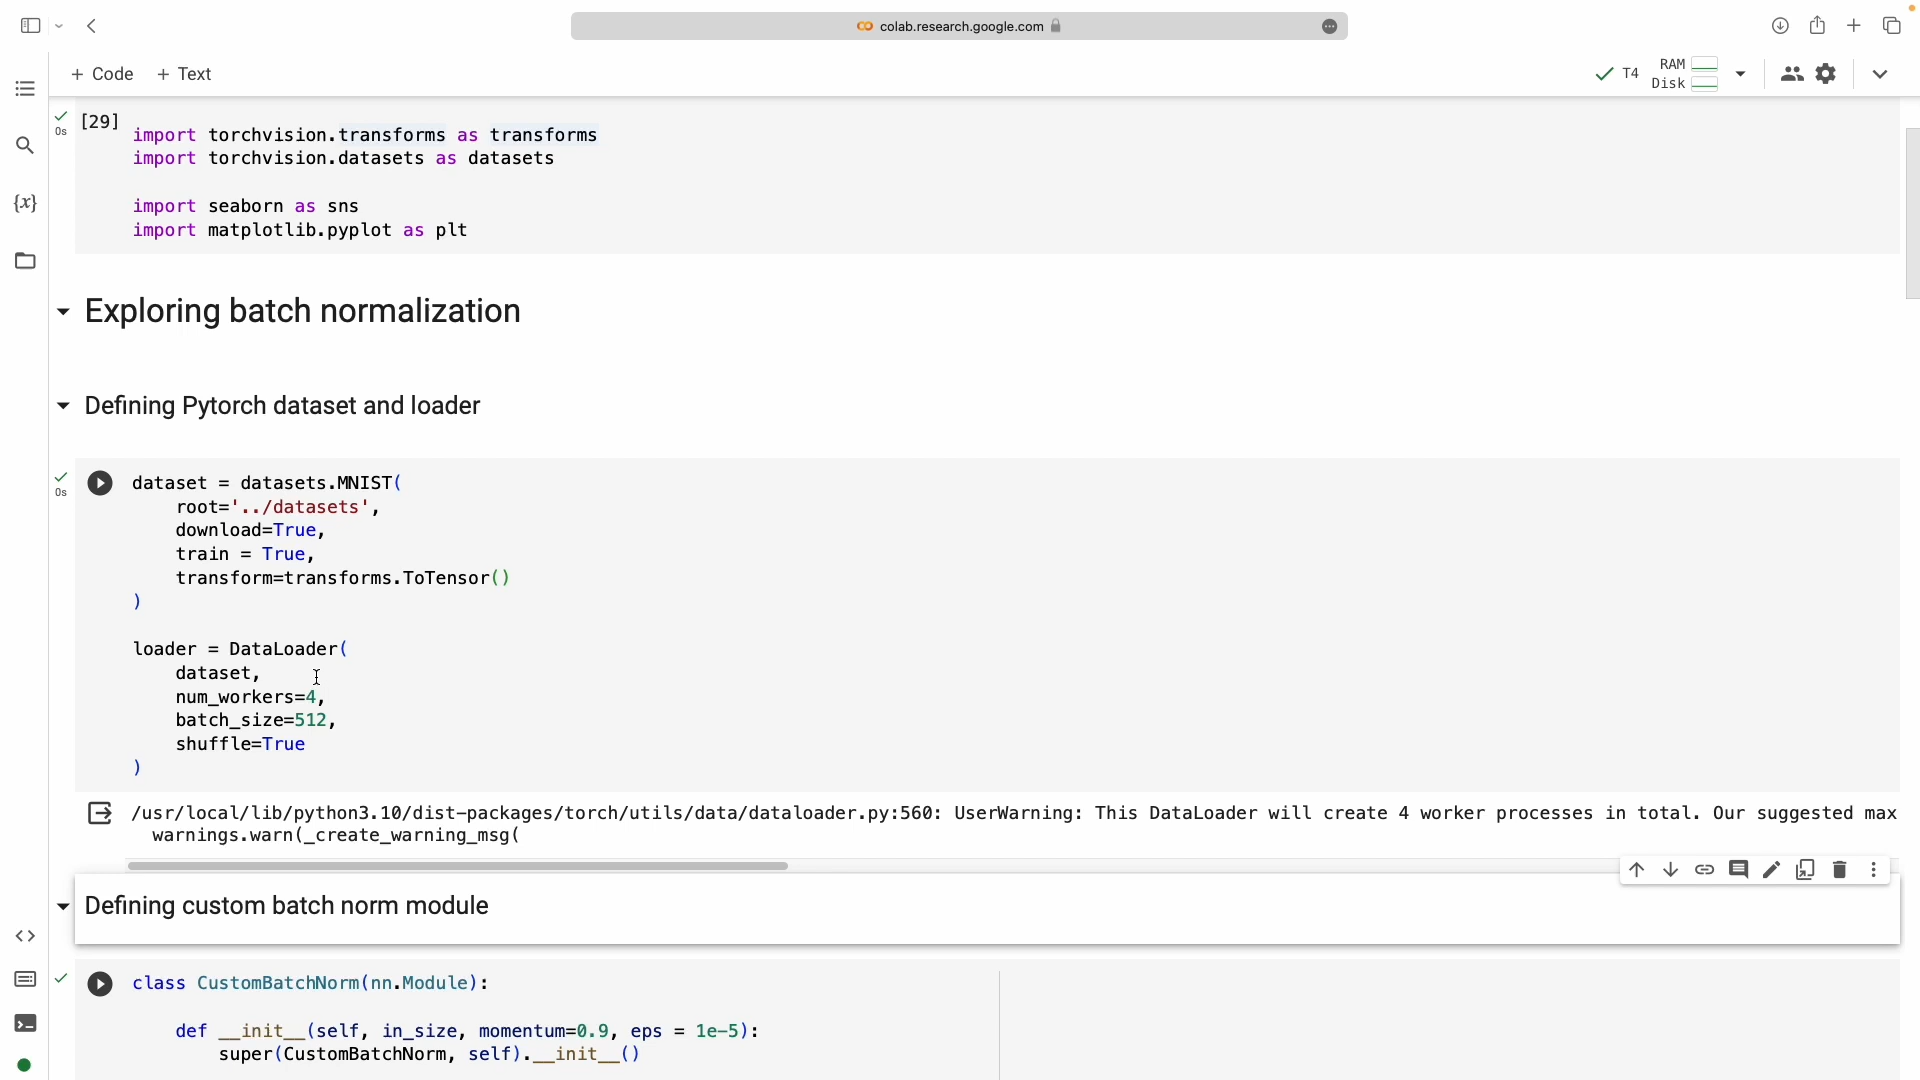 colab.research.google.com
+ Code + Text
T4 RAM
Disk
[29]
0s
import torchvision.transforms as transforms
import torchvision.datasets as datasets
import seaborn as sns
import matplotlib.pyplot as plt
{x}
Exploring batch normalization
Defining Pytorch dataset and loader
0s
dataset = datasets.MNIST(
root='../datasets',
download=True,
train = True,
transform=transforms.ToTensor()
)
loader = DataLoader(
dataset,
num_workers=4,
batch_size=512,
shuffle=True
)
/usr/local/lib/python3.10/dist-packages/torch/utils/data/dataloader.py:560: UserWarning: This DataLoader will create 4 worker processes in total. Our suggested max
warnings.warn(_create_warning_msg(
Defining custom batch norm module
class CustomBatchNorm(nn.Module):
def __init__(self, in_size, momentum=0.9, eps = 1e-5):
super(CustomBatchNorm, self).__init__()